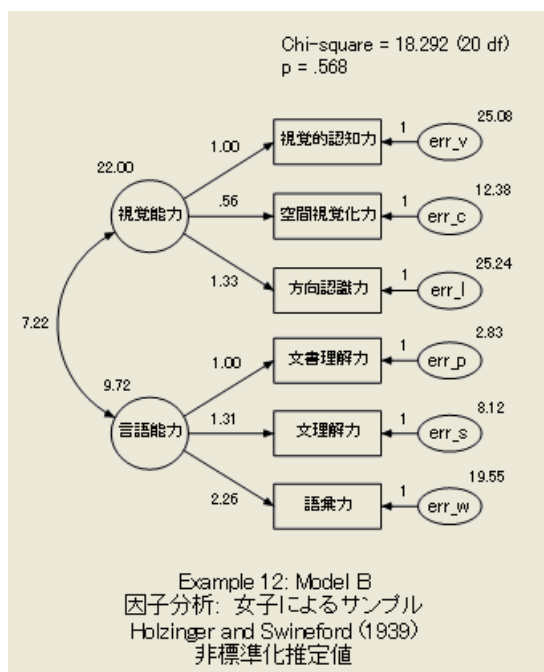 Chi-square = 18.292 (20 df)
p = .568
25.08
1.00
視覚的認知力
1
err_v
22.00
12.38
視覚能力
.56
空間視覚化力
1
err_c
25.24
1.33
方向認識力
1
err_l
7.22
2.83
1.00
文書理解力
1
err_p
9.72
8.12
言語能力
1.31
文理解力
1
err_s
19.55
2.26
語彙力
1
err_w
Example 12: Model B
因子分析: 女子によるサンプル
Holzinger and Swineford (1939)
非標準化推定値